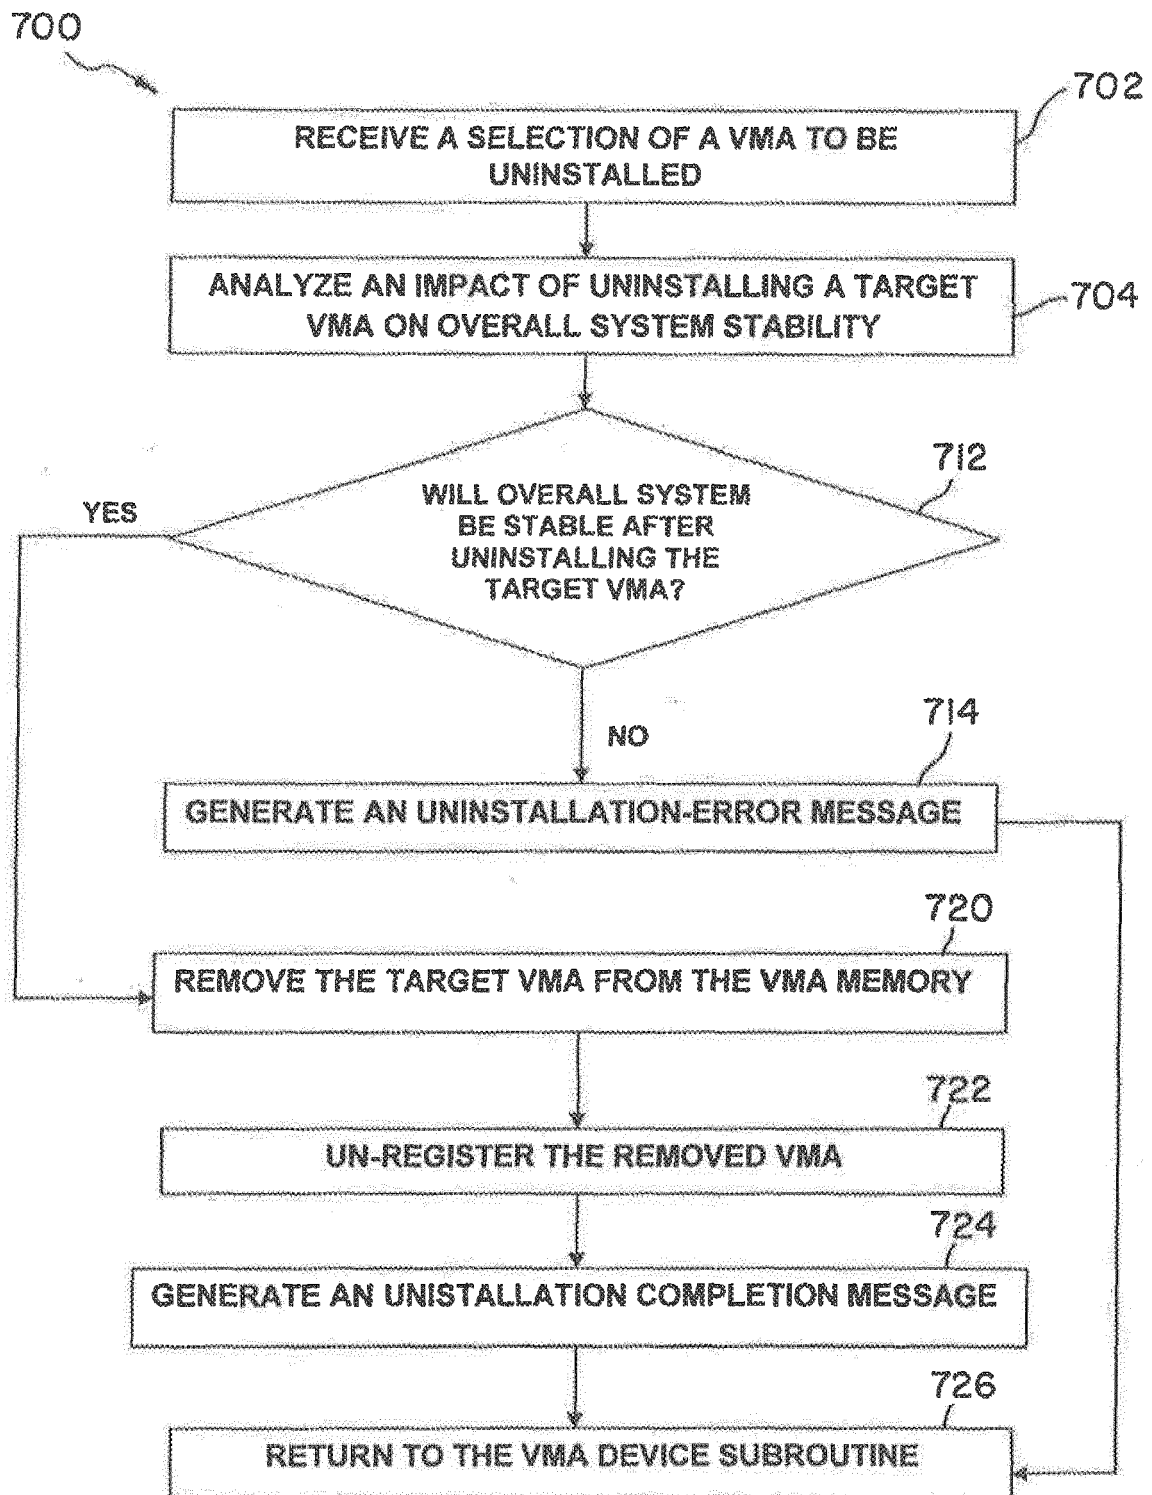 700
702
RECEIVE A SELECTION OF A VMA TO BE
UNINSTALLED
ANALYZE AN IMPACT OF UNINSTALLING A TARGET
VMA ON OVERALL SYSTEM STABILITY
704
712
WILL OVERALL SYSTEM
BE STABLE AFTER
UNINSTALLING THE
TARGET VMA?
YES
NO
714
GENERATE AN UNINSTALLATION-ERROR MESSAGE
720
REMOVE THE TARGET VMA FROM THE VMA MEMORY
722
UN-REGISTER THE REMOVED VMA
724
GENERATE AN UNISTALLATION COMPLETION MESSAGE
726
RETURN TO THE VMA DEVICE SUBROUTINE